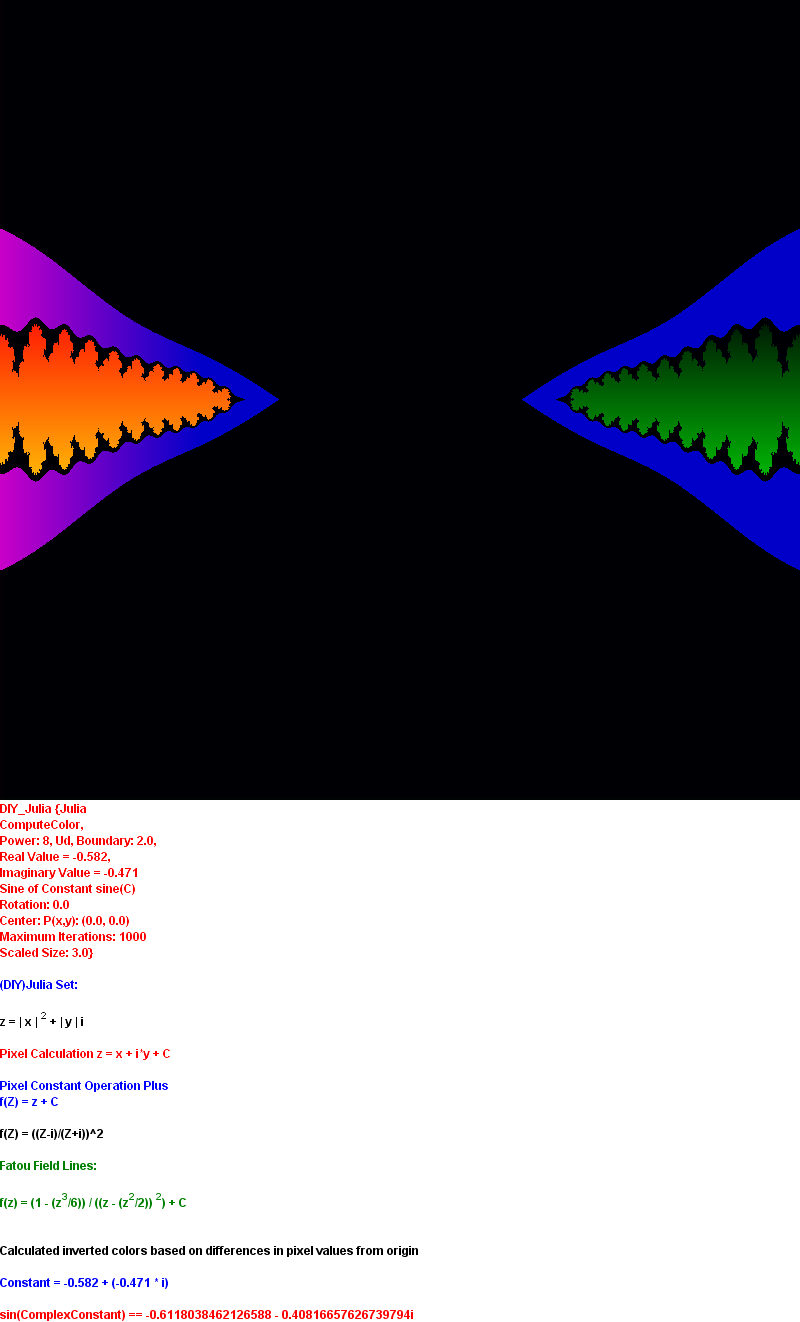 DIY_Julia {Julia
ComputeColor,
Power: 8, Ud, Boundary: 2.0,
Real Value = -0.582,
Imaginary Value = -0.471
Sine of Constant sine(C)
Rotation: 0.0
Center: P(x,y): (0.0, 0.0)
Maximum Iterations: 1000
Scaled Size: 3.0}
(DIY)Julia Set:
z = | x | ² + | y | i
Pixel Calculation z = x + i*y + C
Pixel Constant Operation Plus
f(Z) = z + C
f(Z) = ((Z-i)/(Z+i))^2
Fatou Field Lines:
f(z) = (1 - (z³/6)) / ((z - (z²/2)) ²) + C
Calculated inverted colors based on differences in pixel values from origin
Constant = -0.582 + (-0.471 * i)
sin(ComplexConstant) == -0.6118038462126588 - 0.40816657626739794i